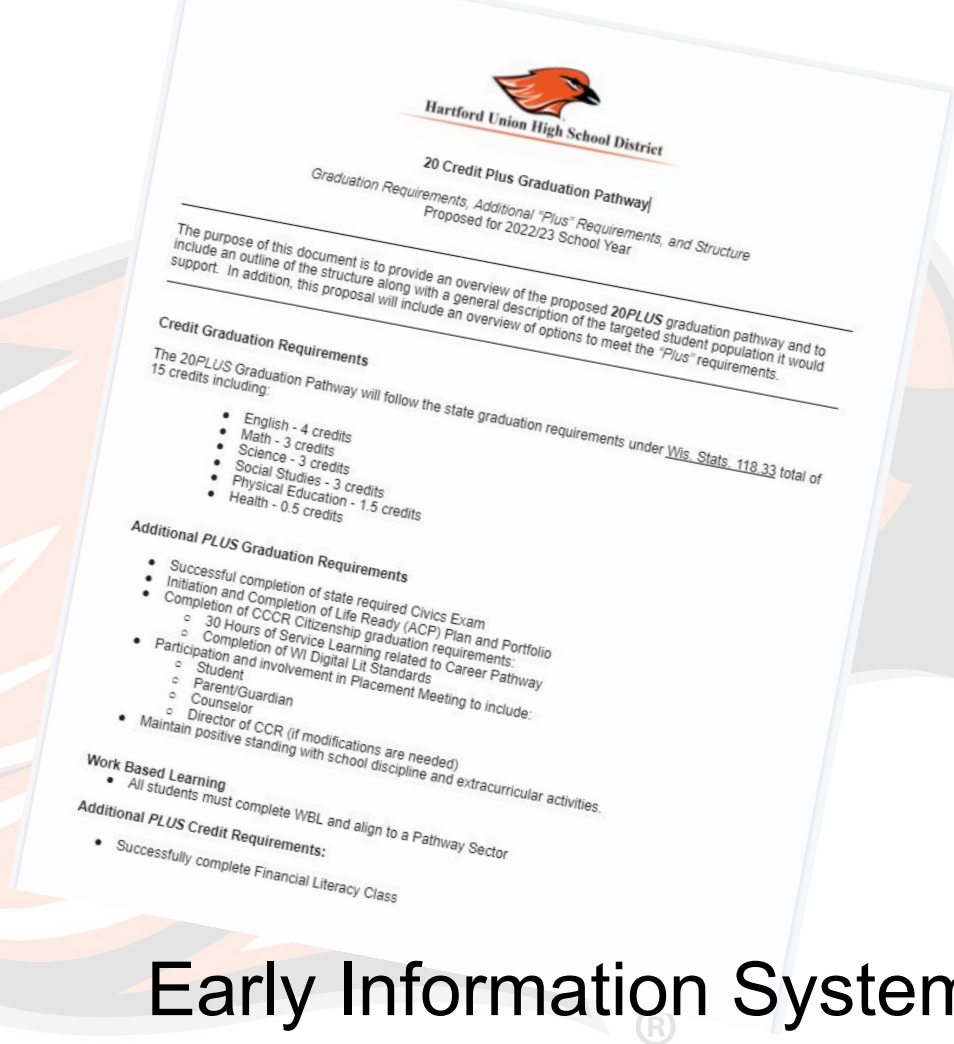 Hartford Union High School District
20 Credit Plus Graduation Pathway
Graduation Requirements, Additional "Plus" Requirements, and Structure
Proposed for 2022/23 School Year
The purpose of this document is to provide an overview of the proposed 20PLUS graduation pathway and to
include an outline of the structure along with a general description of the targeted student population it would
support. In addition, this proposal will include an overview of options to meet the "Plus" requirements.
Credit Graduation Requirements
The 20PLUS Graduation Pathway will follow the state graduation requirements under Wis. Stats. 118.33 total of
15 credits including:
● English - 4 credits
● Math - 3 credits
● Science - 3 credits
● Social Studies - 3 credits
● Physical Education - 1.5 credits
● Health - 0.5 credits
Additional PLUS Graduation Requirements
● Successful completion of state required Civics Exam
● Initiation and Completion of Life Ready (ACP) Plan and Portfolio
● Completion of CCCR Citizenship graduation requirements:
○ 30 Hours of Service Learning related to Career Pathway
○ Completion of WI Digital Lit Standards
● Participation and involvement in Placement Meeting to include:
○ Student
○ Parent/Guardian
○ Counselor
○ Director of CCR (if modifications are needed)
● Maintain positive standing with school discipline and extracurricular activities.
Work Based Learning
● All students must complete WBL and align to a Pathway Sector
Additional PLUS Credit Requirements:
● Successfully complete Financial Literacy Class
Early Information System
®